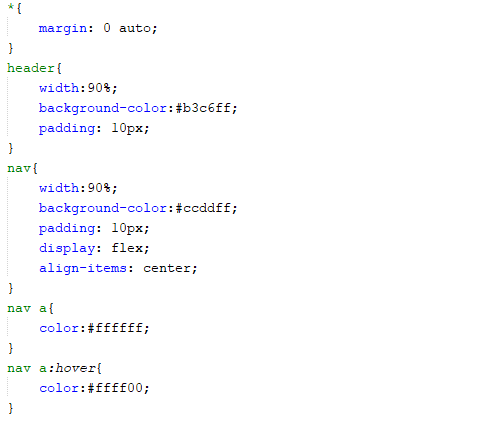 *{
    margin: 0 auto;
}
header{
    width:90%;
    background-color:#b3c6ff;
    padding: 10px;
}
nav{
    width:90%;
    background-color:#ccddff;
    padding: 10px;
    display: flex;
    align-items: center;
}
nav a{
    color:#ffffff;
}
nav a:hover{
    color:#ffff00;
}